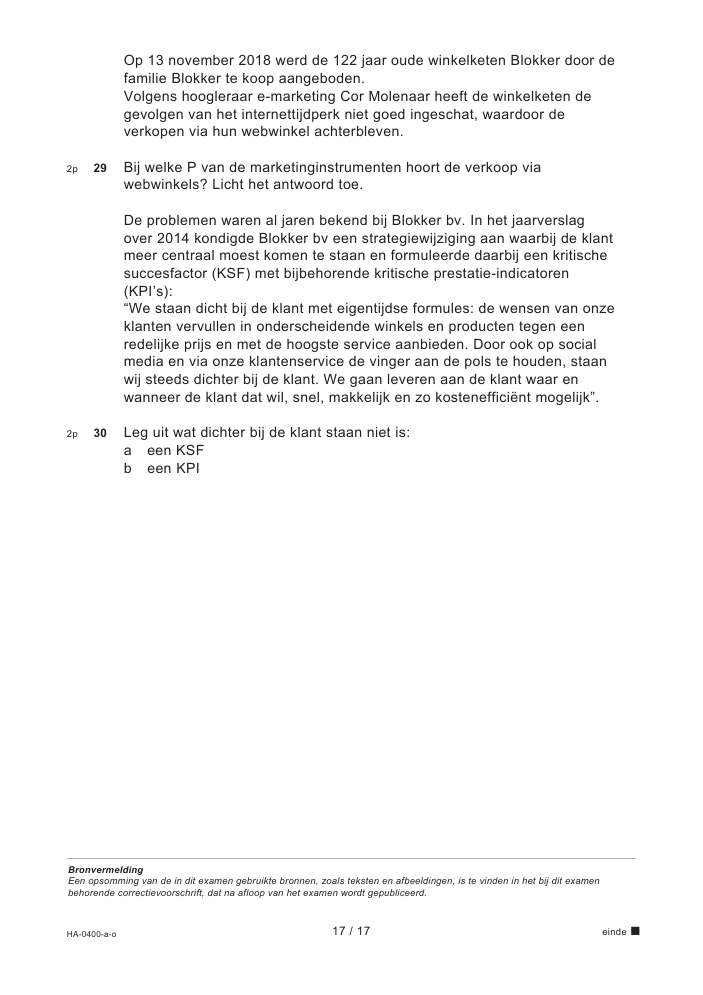 Op 13 november 2018 werd de 122 jaar oude winkelketen Blokker door de
familie Blokker te koop aangeboden.
Volgens hoogleraar e-marketing Cor Molenaar heeft de winkelketen de
gevolgen van het internettijdperk niet goed ingeschat, waardoor de
verkopen via hun webwinkel achterbleven.
2p 29 Bij welke P van de marketinginstrumenten hoort de verkoop via
webwinkels? Licht het antwoord toe.
De problemen waren al jaren bekend bij Blokker bv. In het jaarverslag
over 2014 kondigde Blokker bv een strategiewijziging aan waarbij de klant
meer centraal moest komen te staan en formuleerde daarbij een kritische
succesfactor (KSF) met bijbehorende kritische prestatie-indicatoren
(KPI's):
“We staan dicht bij de klant met eigentijdse formules: de wensen van onze
klanten vervullen in onderscheidende winkels en producten tegen een
redelijke prijs en met de hoogste service aanbieden. Door ook op social
media en via onze klantenservice de vinger aan de pols te houden, staan
wij steeds dichter bij de klant. We gaan leveren aan de klant waar en
wanneer de klant dat wil, snel, makkelijk en zo kostenefficiënt mogelijk”.
2p 30 Leg uit wat dichter bij de klant staan niet is:
a een KSF
b een KPI
Bronvermelding
Een opsomming van de in dit examen gebruikte bronnen, zoals teksten en afbeeldingen, is te vinden in het bij dit examen
behorende correctievoorschrift, dat na afloop van het examen wordt gepubliceerd.
HA-0400-a-o 17 / 17 einde ■